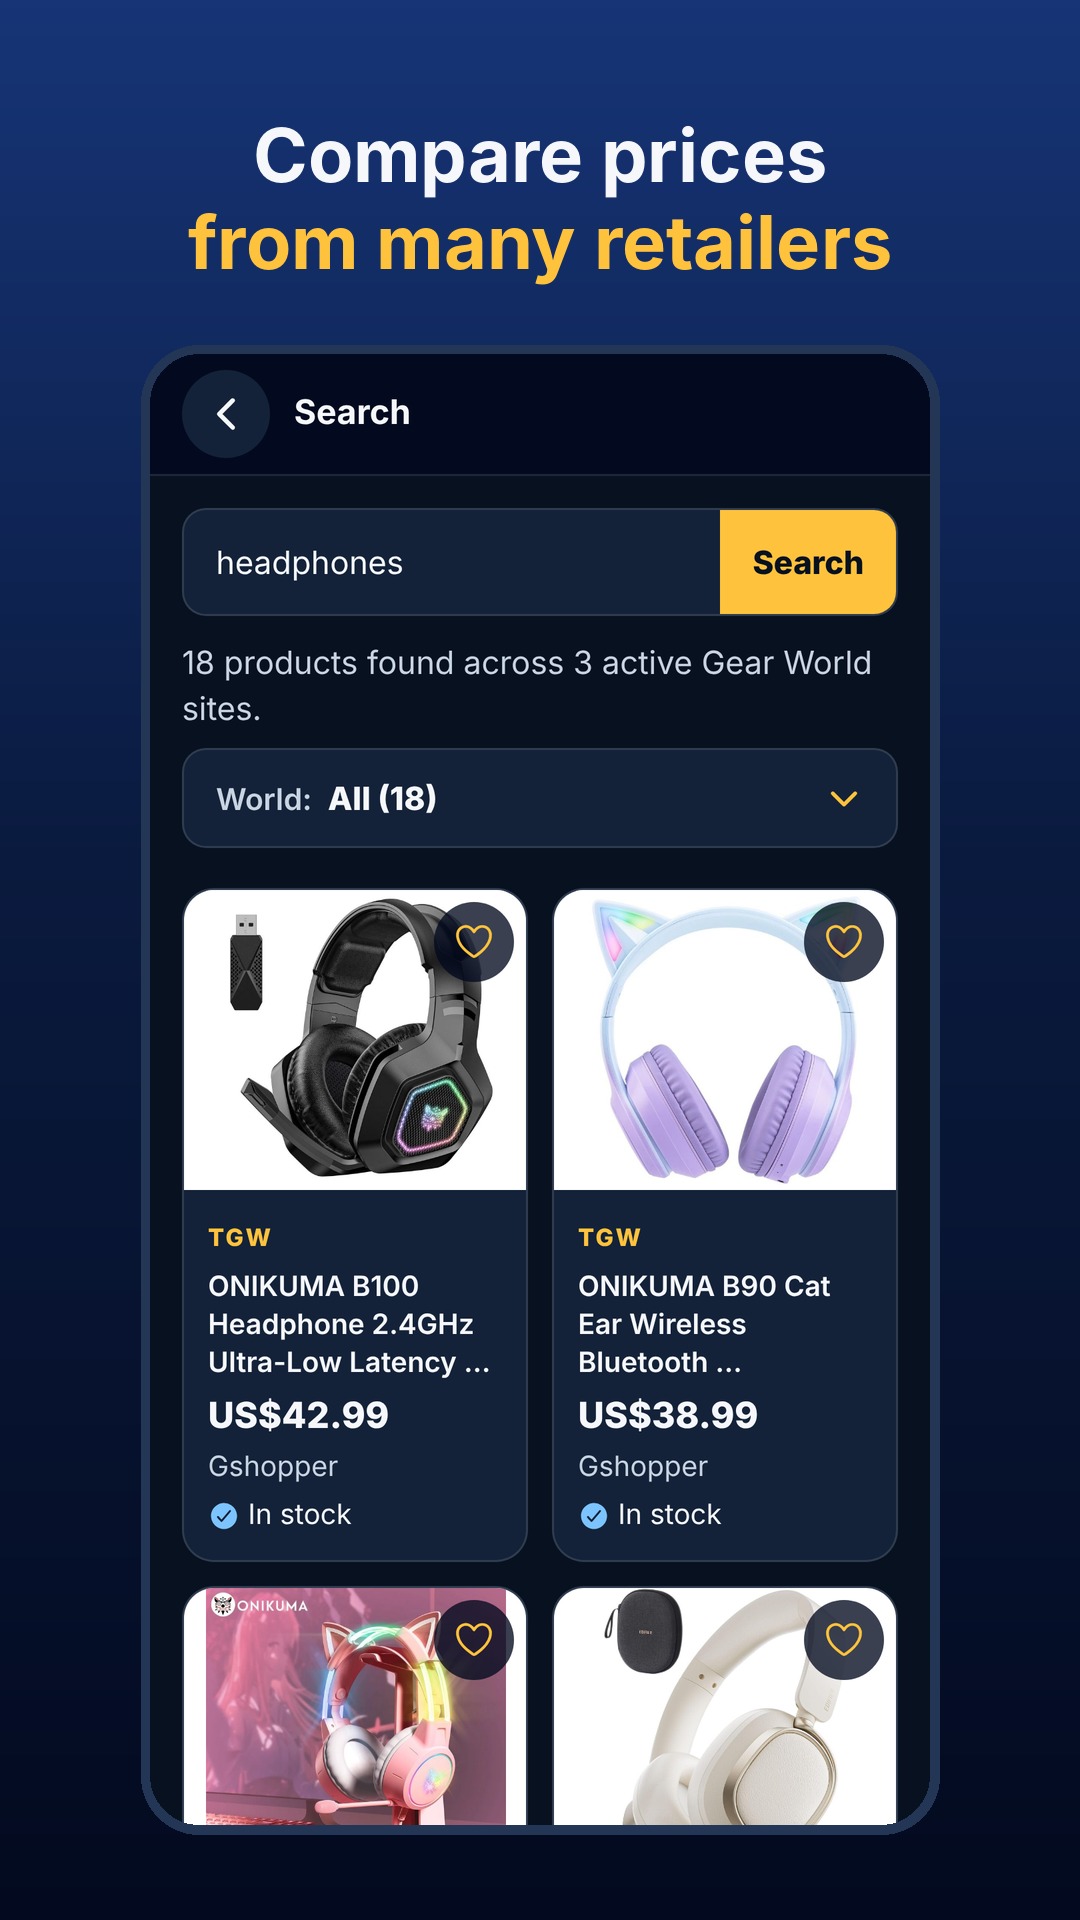 Compare prices
from many retailers
Search
headphones
Search
18 products found across 3 active Gear World
sites.
World: All (18)
TGW
ONIKUMA B100
Headphone 2.4GHz
Ultra-Low Latency ...
US$42.99
Gshopper
In stock
TGW
ONIKUMA B90 Cat
Ear Wireless
Bluetooth ...
US$38.99
Gshopper
In stock
ONIKUMA